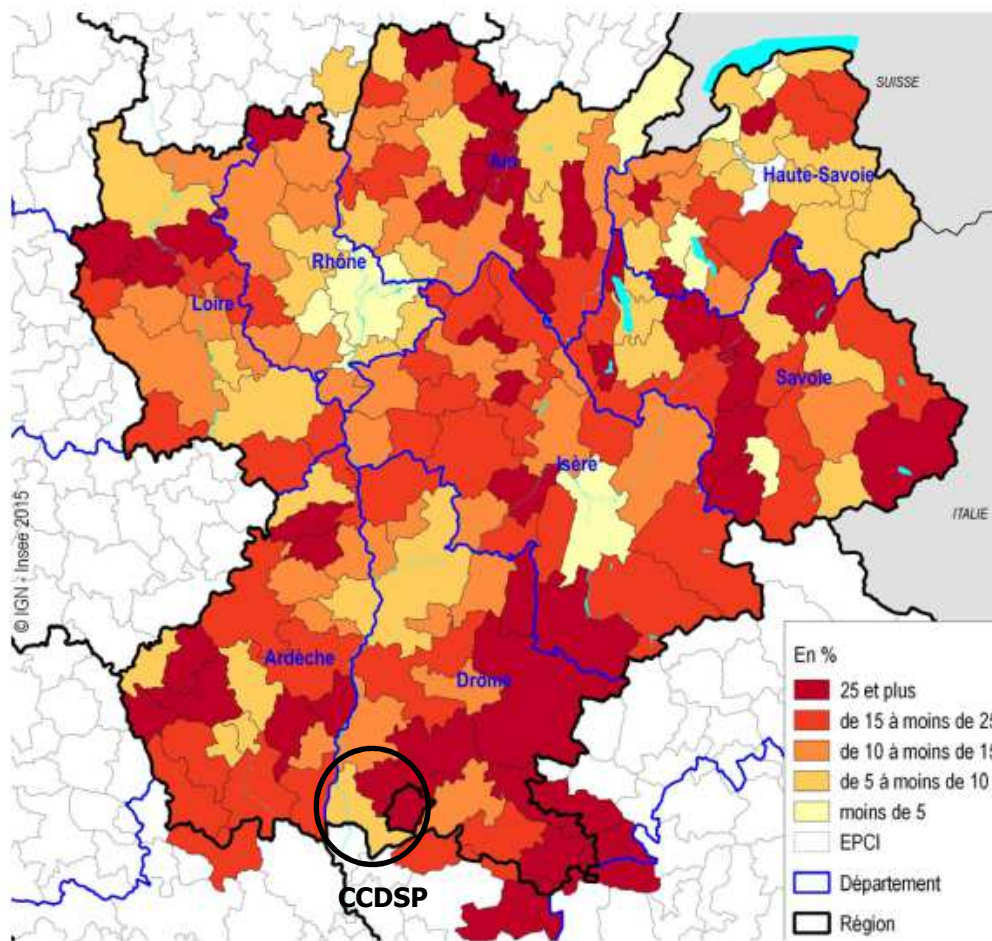 SUISSE
Ain
Haute-Savoie
Rhône
Loire
Savoie
Isère
ITALIE
© IGN - Insee 2015
Ardèche
Drôme
CCDSP
En %
25 et plus
de 15 à moins de 25
de 10 à moins de 15
de 5 à moins de 10
moins de 5
EPCI
Département
Région